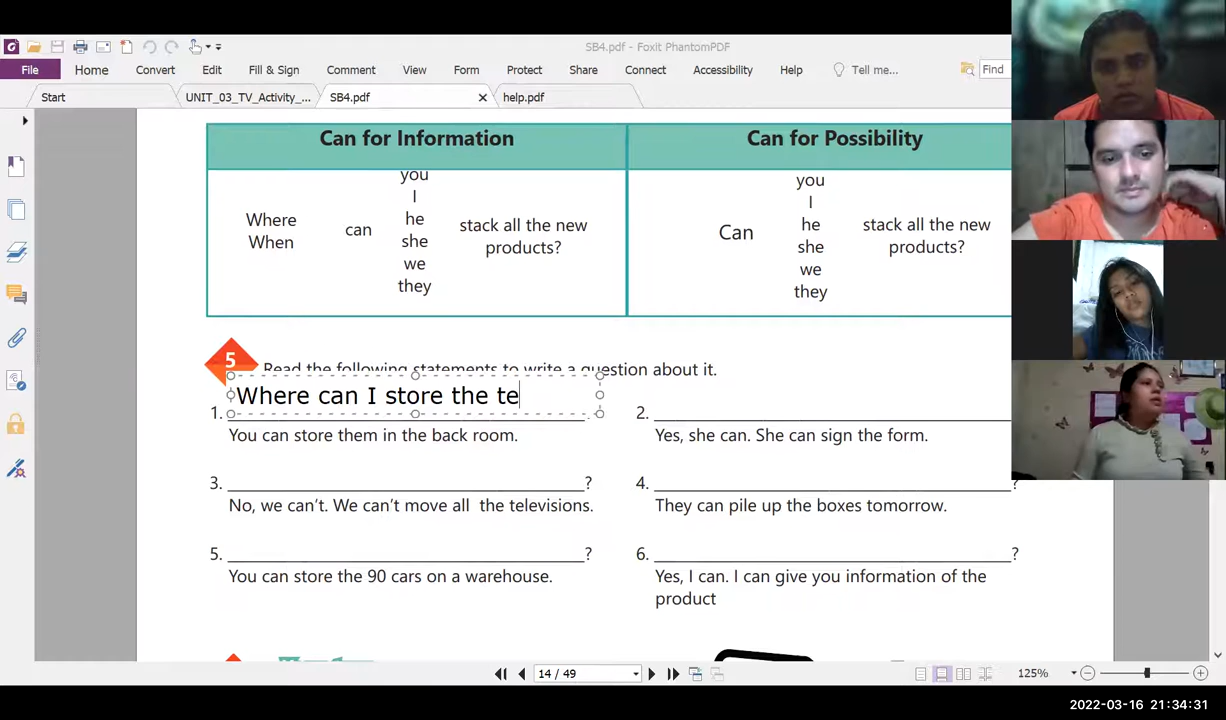 SB4.pdf - Foxit PhantomPDF
File Home Convert Edit Fill & Sign Comment View Form Protect Share Connect Accessibility Help Tell me... Find
Start UNIT_03_TV_Activity_... SB4.pdf help.pdf
Can for Information
Can for Possibility
Where
When
can
you
I
he
she
we
they
stack all the new
products?
Can
you
I
he
she
we
they
stack all the new
products?
5
Read the following statements to write a question about it.
Where can I store the te
1.
You can store them in the back room.
2.
Yes, she can. She can sign the form.
3. ?
No, we can't. We can't move all the televisions.
4. ?
They can pile up the boxes tomorrow.
5. ?
You can store the 90 cars on a warehouse.
6. ?
Yes, I can. I can give you information of the
product
14 / 49
125%
2022-03-16 21:34:31